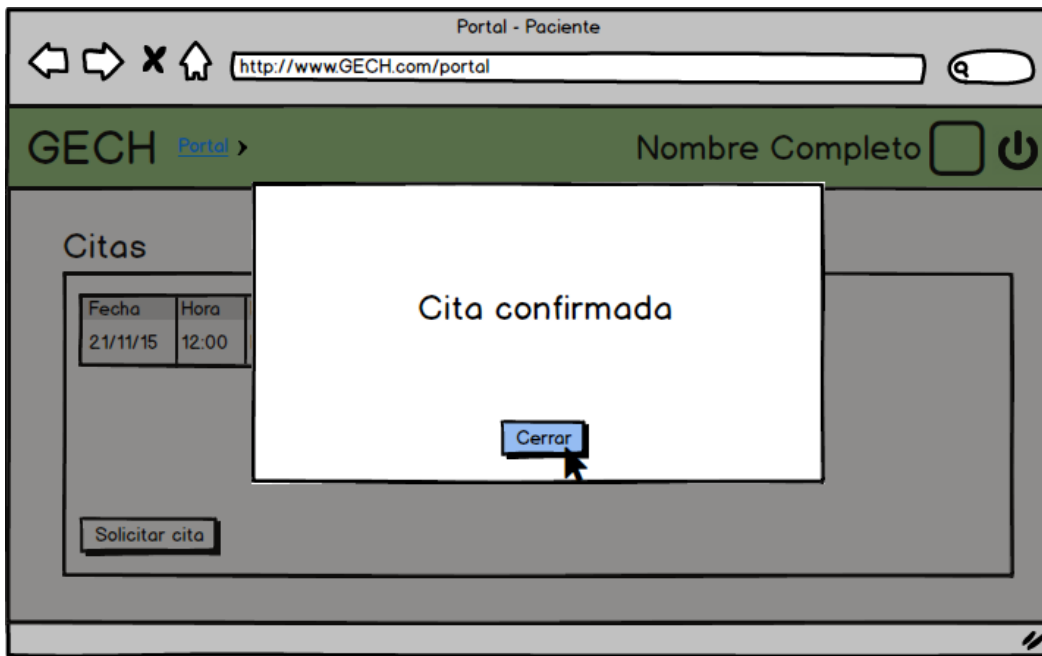 Portal - Paciente
http://www.GECH.com/portal
GECH Portal Nombre Completo
Citas
Fecha Hora
21/11/15 12:00
Cita confirmada
Cerrar
Solicitar cita